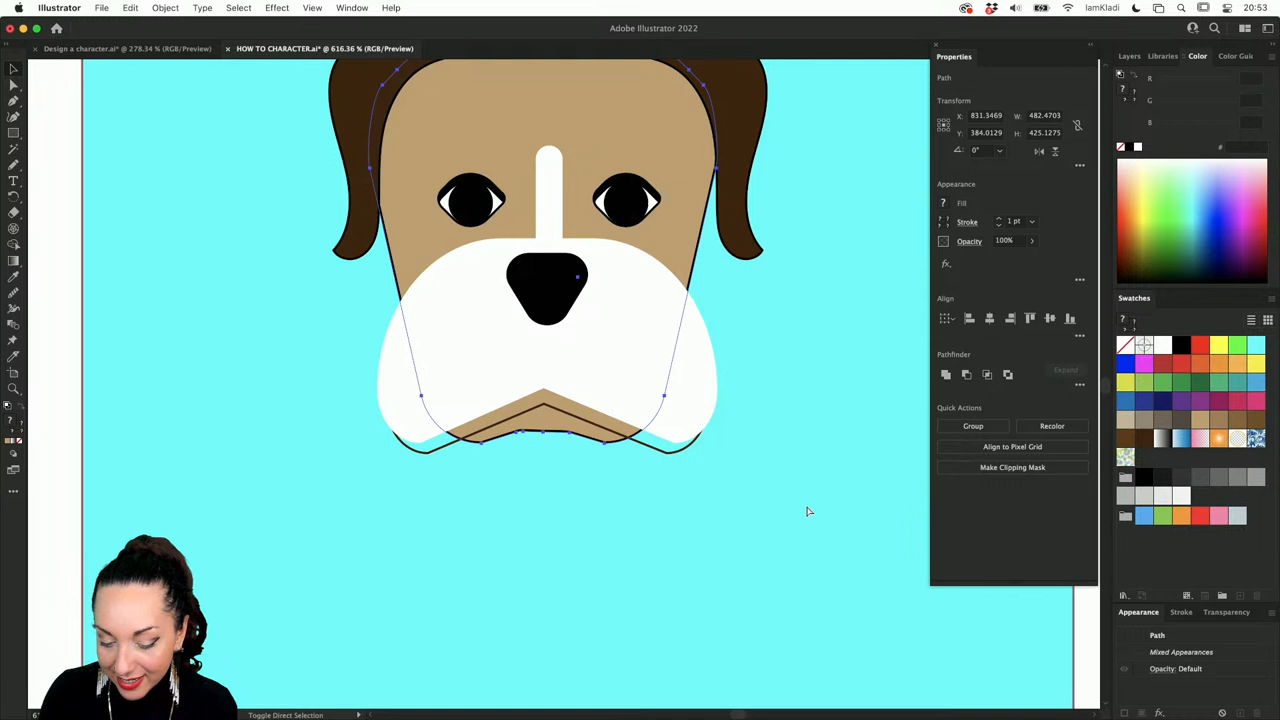 Illustrator File Edit Object Type Select Effect View Window Help IamKladi 20:53
Adobe Illustrator 2022
Design a character.ai* @ 278.34 % (RGB/Preview) HOW TO CHARACTER.ai* @ 616.36 % (RGB/Preview)
Layers Libraries Color Color Guid
Properties
Path
R
G
B
#
Transform
X: 831.3469 W: 482.4703
Y: 384.0129 H: 425.1275
0°
Appearance
? Fill
Stroke 1 pt
Opacity 100%
fx
Align
Pathfinder
Expand
Quick Actions
Group Recolor
Align to Pixel Grid
Make Clipping Mask
Swatches
Appearance Stroke Transparency
Path
Mixed Appearances
Opacity: Default
Toggle Direct Selection